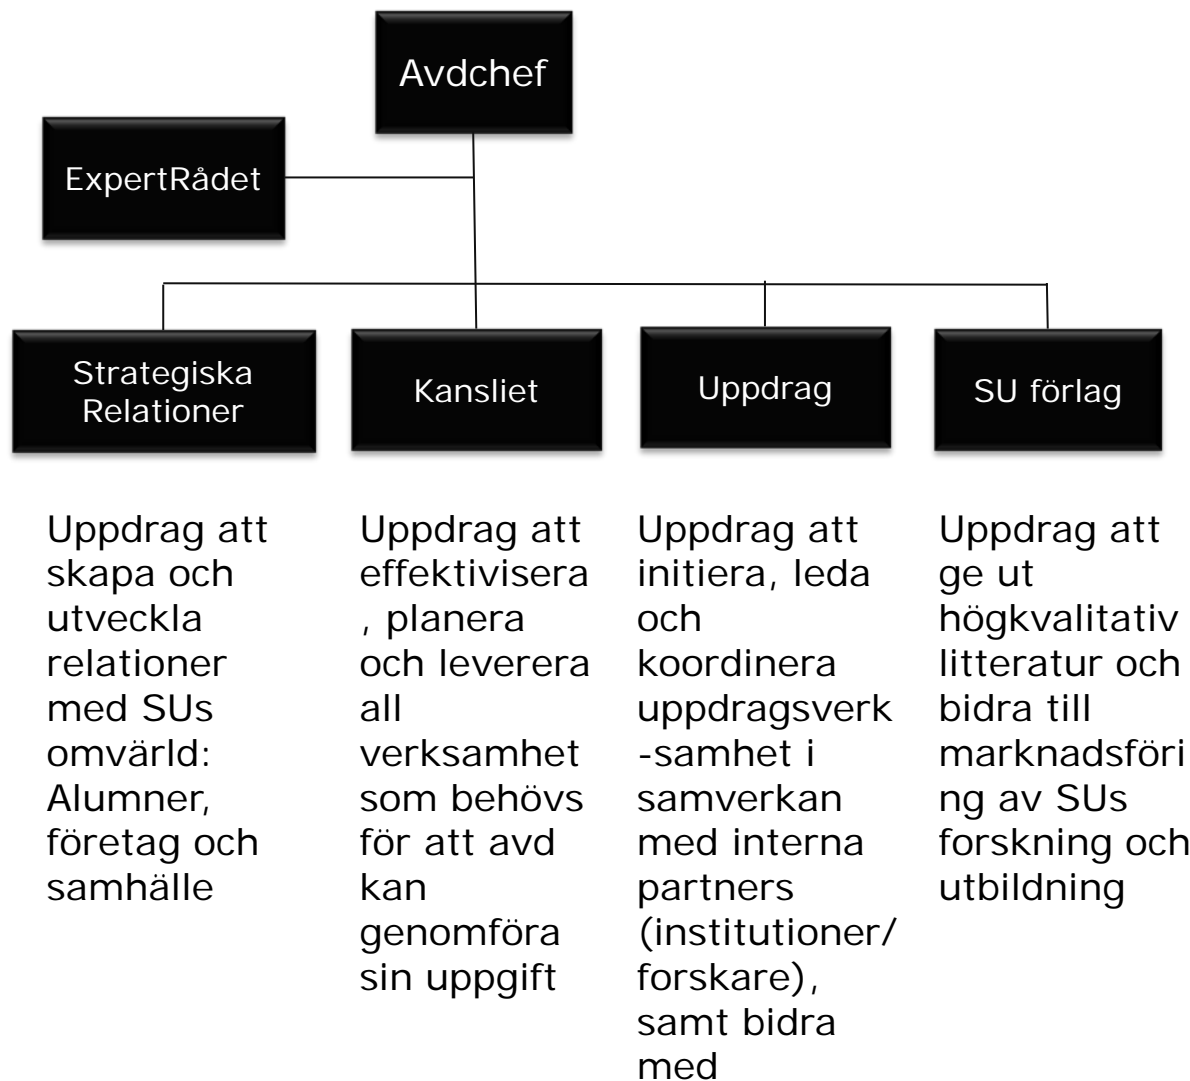 Avdchef
ExpertRådet
Strategiska
Relationer
Kansliet
Uppdrag
SU förlag
Uppdrag att
skapa och
utveckla
relationer
med SUs
omvärld:
Alumner,
företag och
samhälle
Uppdrag att
effektivisera
, planera
och leverera
all
verksamhet
som behövs
för att avd
kan
genomföra
sin uppgift
Uppdrag att
initiera, leda
och
koordinera
uppdragsverk
-samhet i
samverkan
med interna
partners
(institutioner/
forskare),
samt bidra
med
Uppdrag att
ge ut
högkvalitativ
litteratur och
bidra till
marknadsföri
ng av SUs
forskning och
utbildning